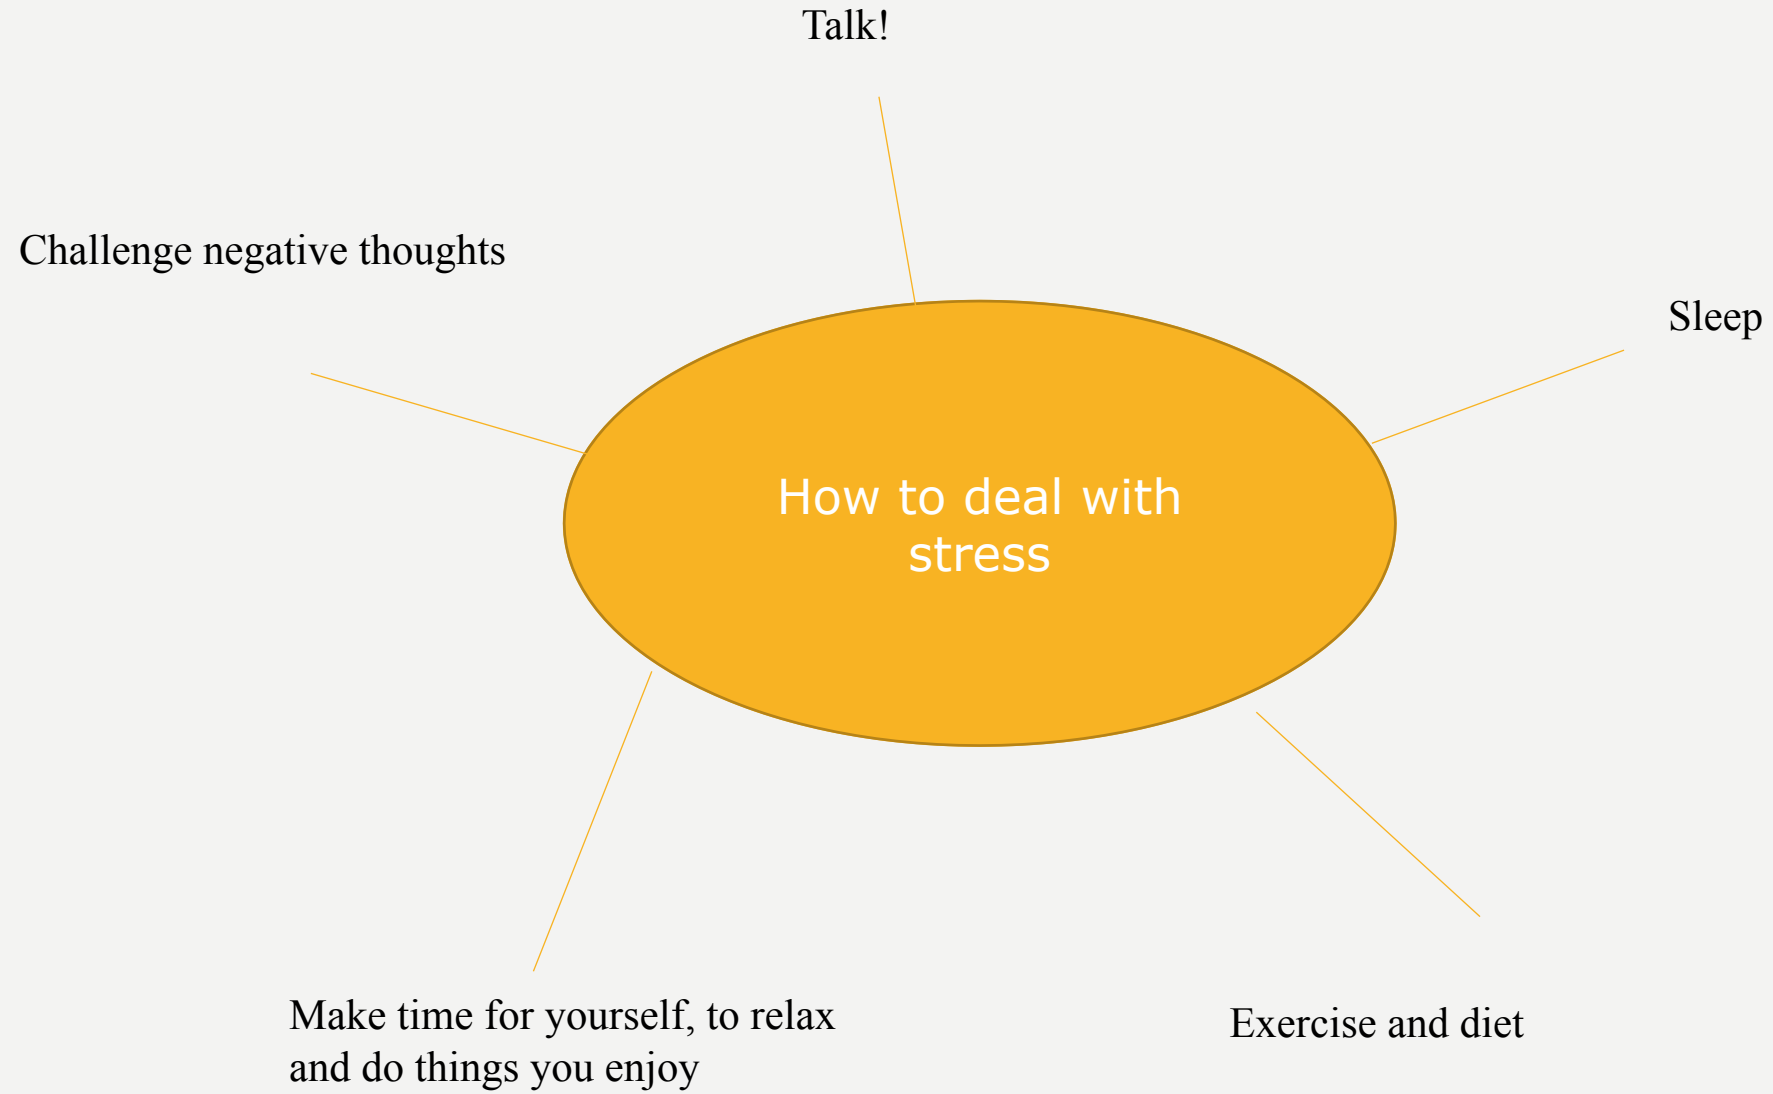 Talk!
Challenge negative thoughts
Sleep
How to deal with
stress
Make time for yourself, to relax
and do things you enjoy
Exercise and diet